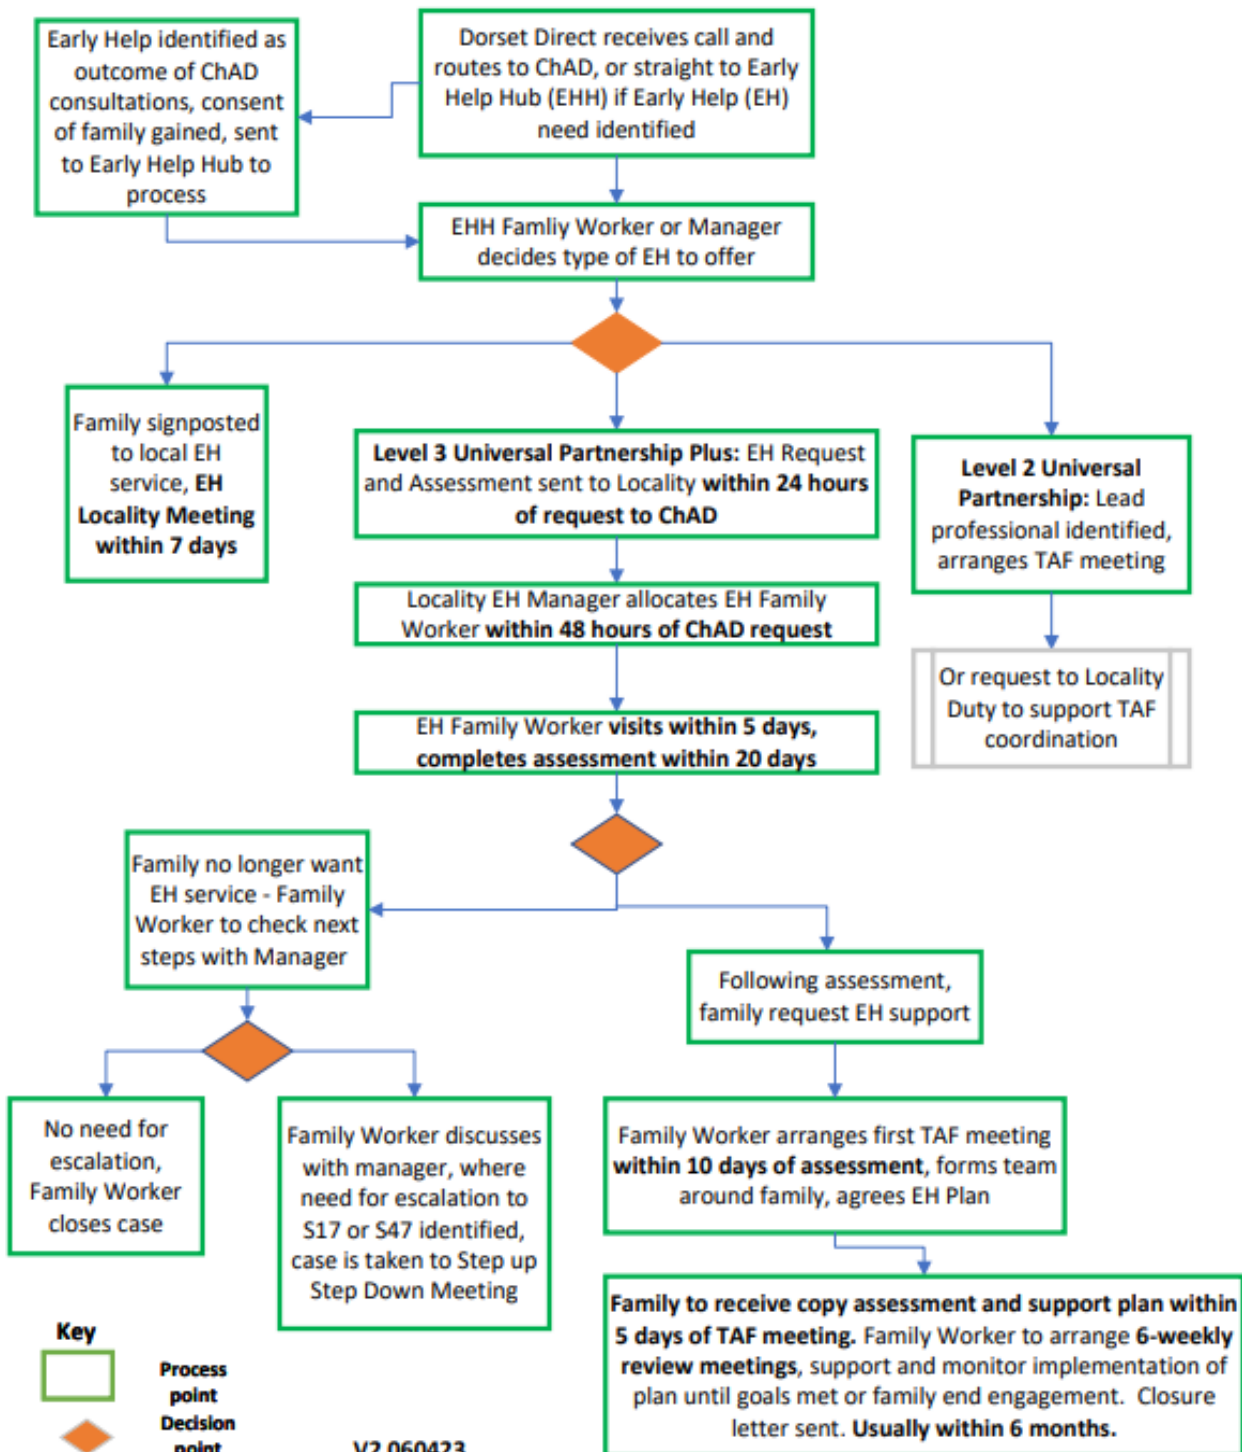 Early Help identified as
outcome of ChAD
consultations, consent
of family gained, sent
to Early Help Hub to
process
Dorset Direct receives call and
routes to ChAD, or straight to Early
Help Hub (EHH) if Early Help (EH)
need identified
EHH Famliy Worker or Manager
decides type of EH to offer
Family signposted
to local EH
service, EH
Locality Meeting
within 7 days
Level 3 Universal Partnership Plus: EH Request
and Assessment sent to Locality within 24 hours
of request to ChAD
Level 2 Universal
Partnership: Lead
professional identified,
arranges TAF meeting
Locality EH Manager allocates EH Family
Worker within 48 hours of ChAD request
Or request to Locality
Duty to support TAF
coordination
EH Family Worker visits within 5 days,
completes assessment within 20 days
Family no longer want
EH service - Family
Worker to check next
steps with Manager
Following assessment,
family request EH support
No need for
escalation,
Family Worker
closes case
Family Worker discusses
with manager, where
need for escalation to
S17 or S47 identified,
case is taken to Step up
Step Down Meeting
Family Worker arranges first TAF meeting
within 10 days of assessment, forms team
around family, agrees EH Plan
Family to receive copy assessment and support plan within
5 days of TAF meeting. Family Worker to arrange 6-weekly
review meetings, support and monitor implementation of
plan until goals met or family end engagement. Closure
letter sent. Usually within 6 months.
Key
Process
point
Decision
point
V2 060423